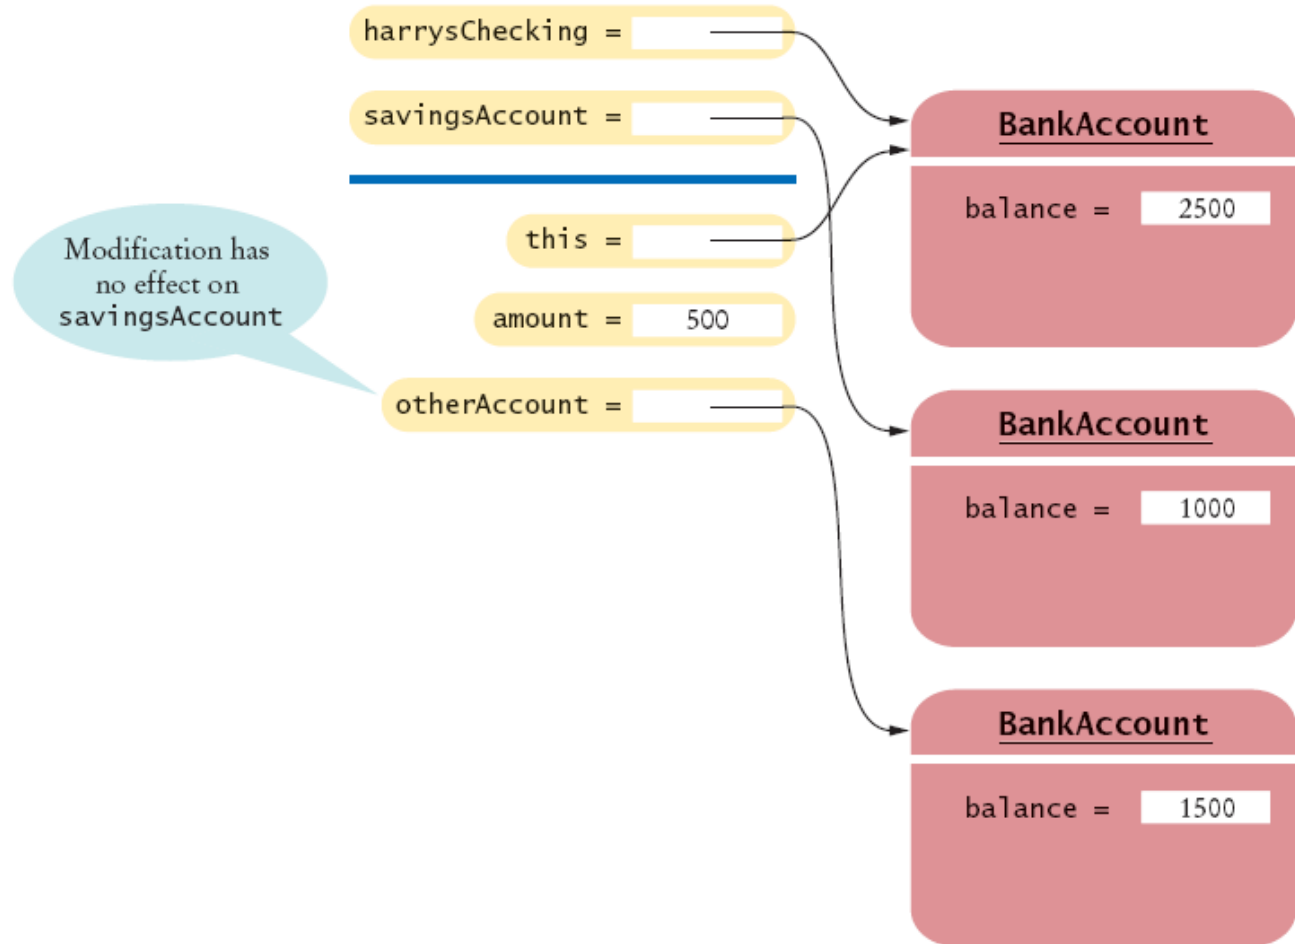 harrysChecking =
savingsAccount =
this =
amount = 500
otherAccount =
Modification has
no effect on
savingsAccount
BankAccount
balance = 2500
BankAccount
balance = 1000
BankAccount
balance = 1500